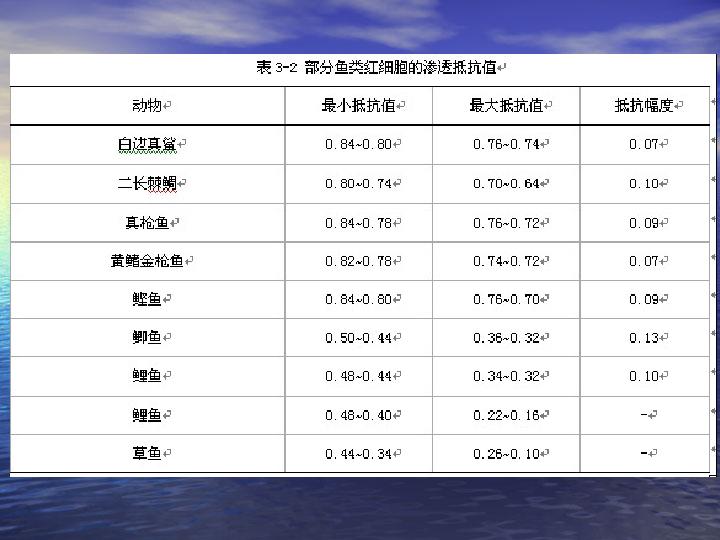 表 3-2 部分鱼类红细胞的渗透抵抗值
动物 最小抵抗值 最大抵抗值 抵抗幅度
白边真鲨 0.84~0.80 0.76~0.74 0.07
二长棘鲷 0.80~0.74 0.70~0.64 0.10
真枪鱼 0.84~0.78 0.76~0.72 0.09
黄鳍金枪鱼 0.82~0.78 0.74~0.72 0.07
鲣鱼 0.84~0.80 0.76~0.70 0.09
鲫鱼 0.50~0.44 0.36~0.32 0.13
鲤鱼 0.48~0.44 0.34~0.32 0.10
鲤鱼 0.46~0.40 0.22~0.16 -
草鱼 0.44~0.34 0.26~0.10 -